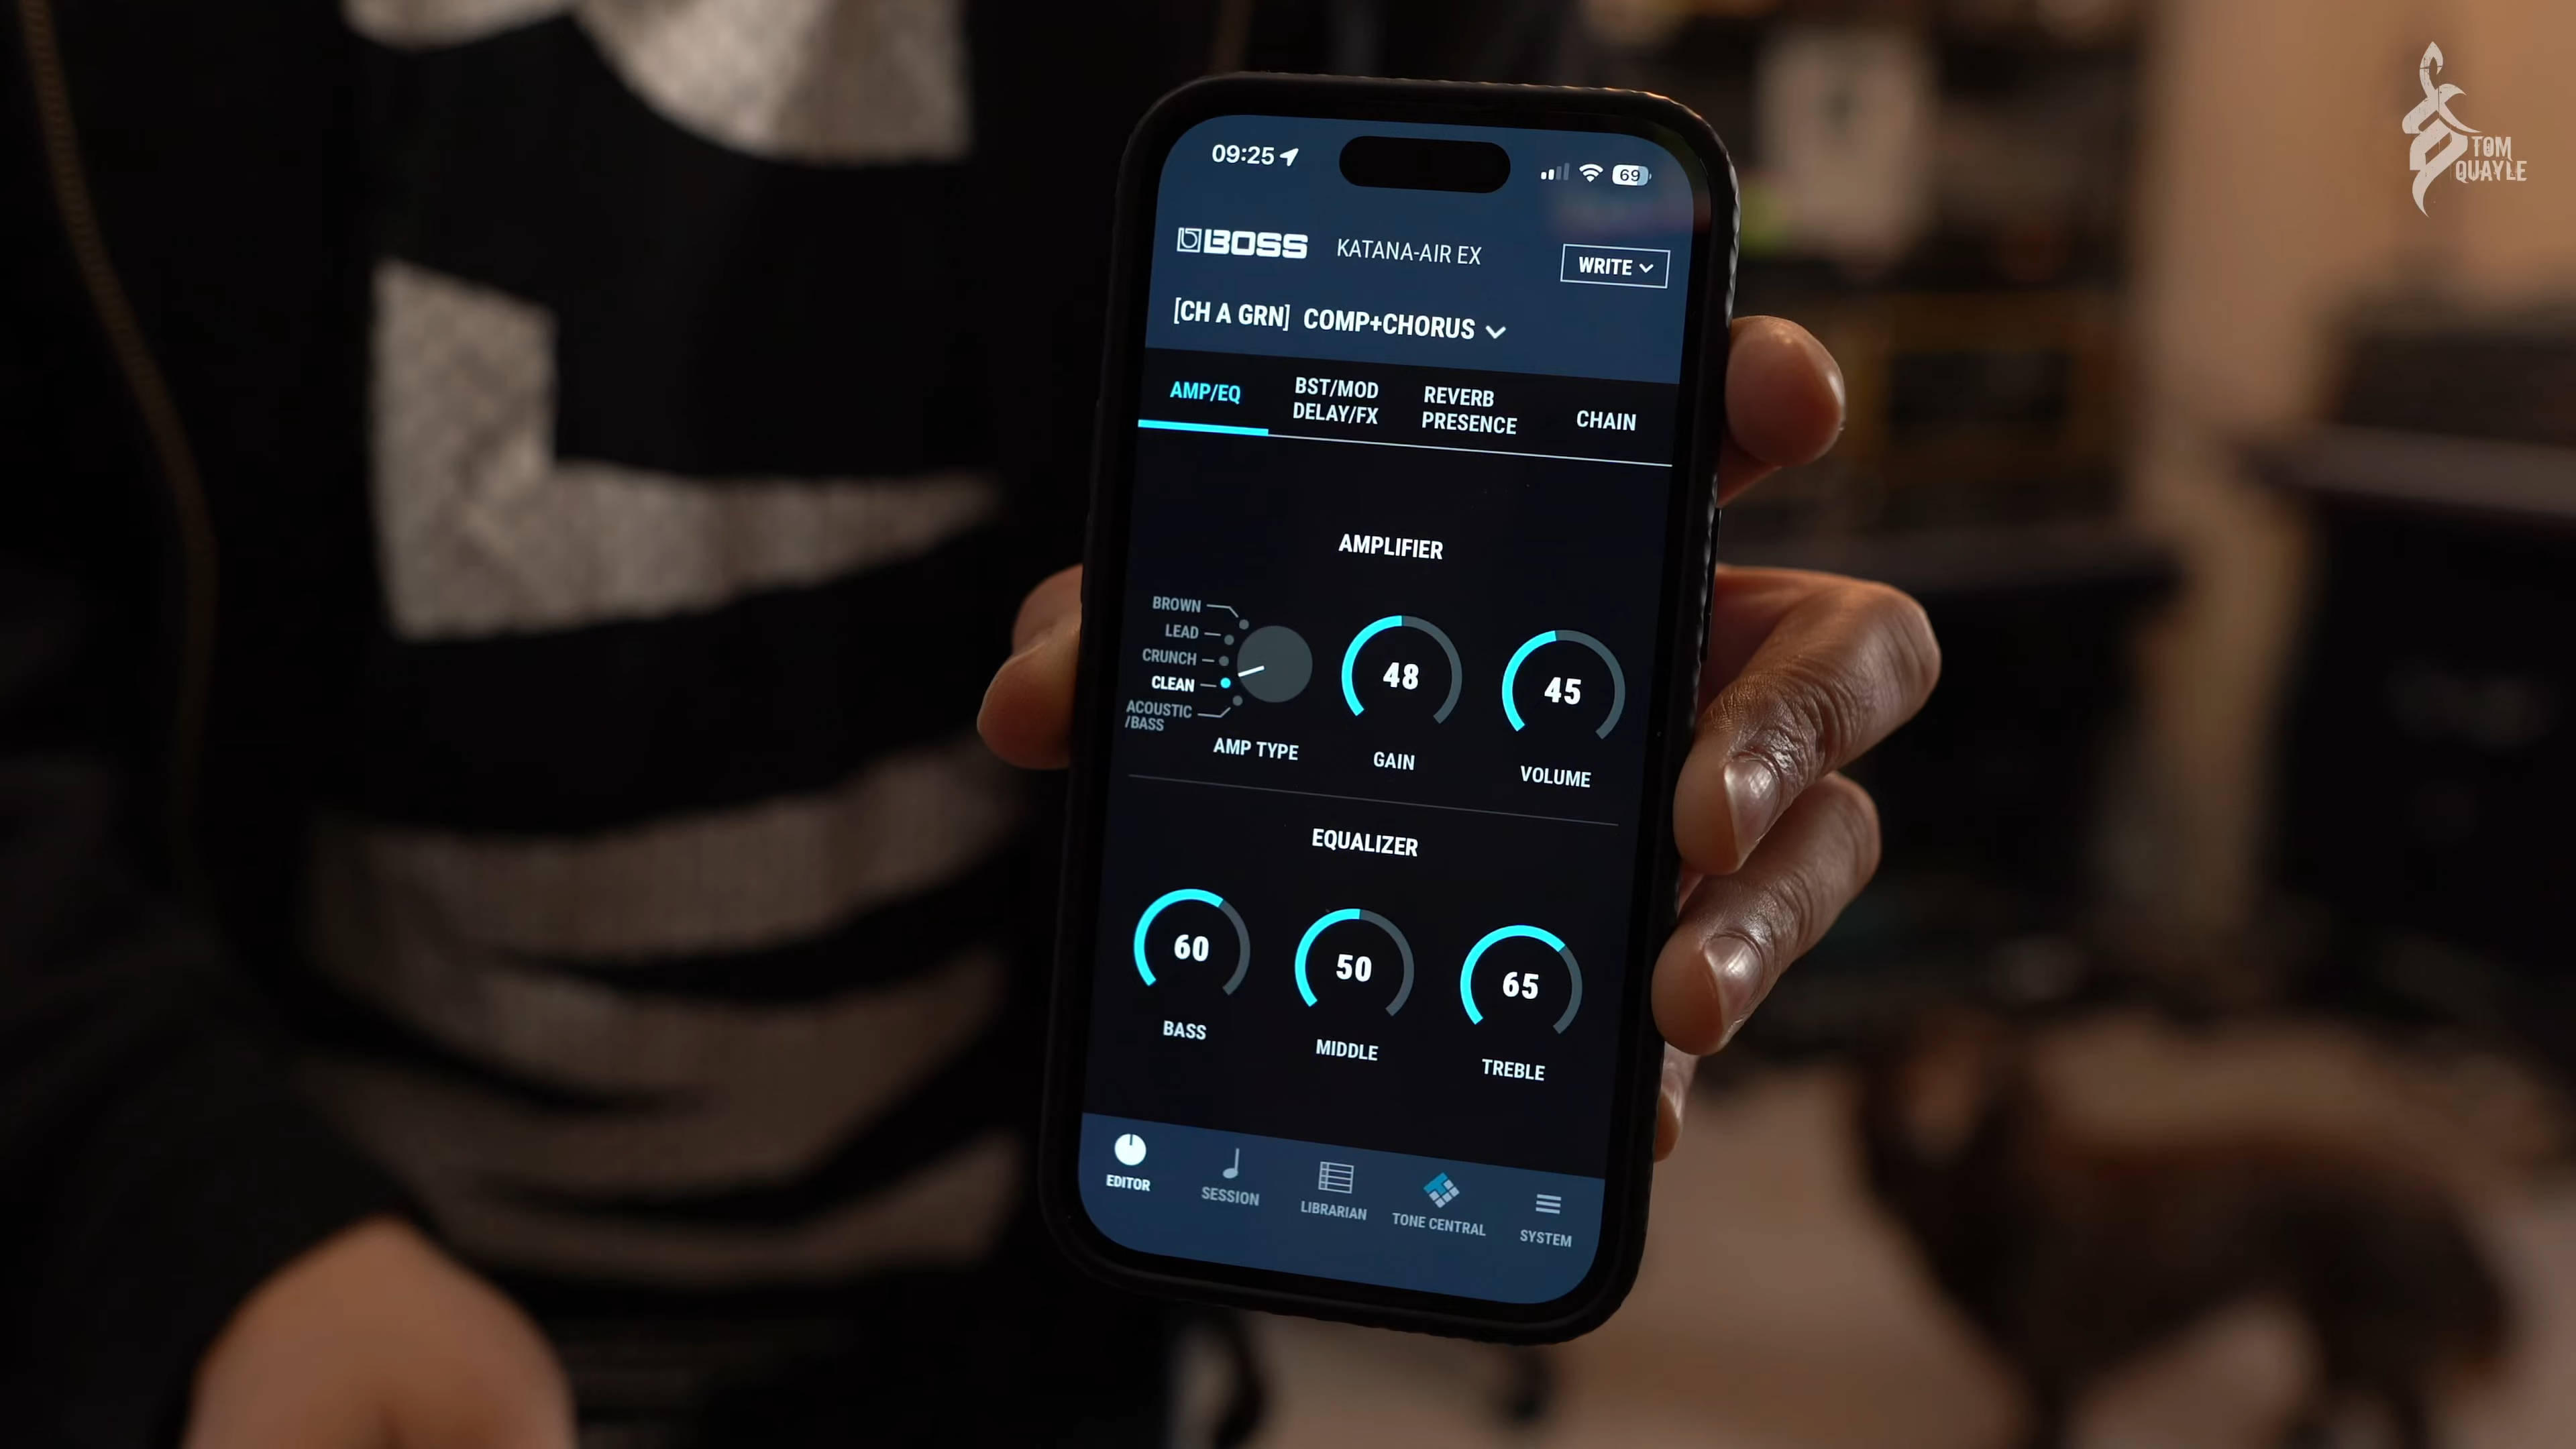 TOM
QUAYLE
09:25
69
BOSS KATANA-AIR EX WRITE
[CH A GRN] COMP+CHORUS
AMP/EQ
BST/MOD
DELAY/FX
REVERB
PRESENCE
CHAIN
AMPLIFIER
BROWN
LEAD
CRUNCH
CLEAN
ACOUSTIC
/BASS
AMP TYPE
48
GAIN
45
VOLUME
EQUALIZER
60
BASS
50
MIDDLE
65
TREBLE
EDITOR
SESSION
LIBRARIAN
TONE CENTRAL
SYSTEM